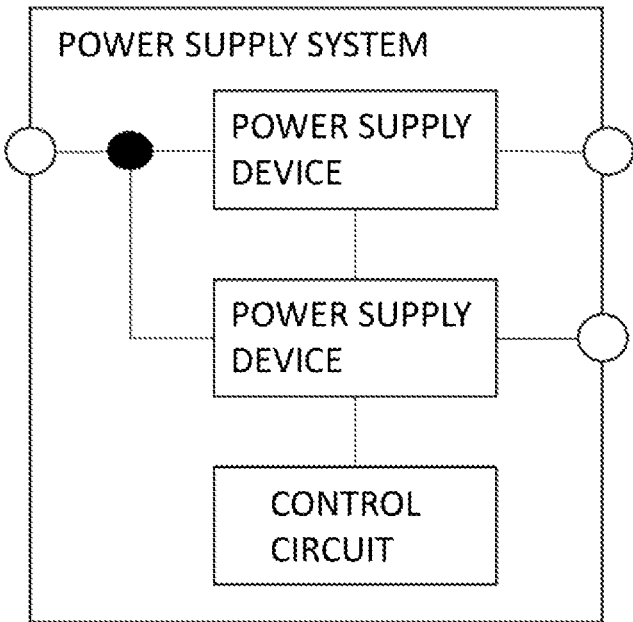 POWER SUPPLY SYSTEM
POWER SUPPLY
DEVICE
POWER SUPPLY
DEVICE
CONTROL
CIRCUIT